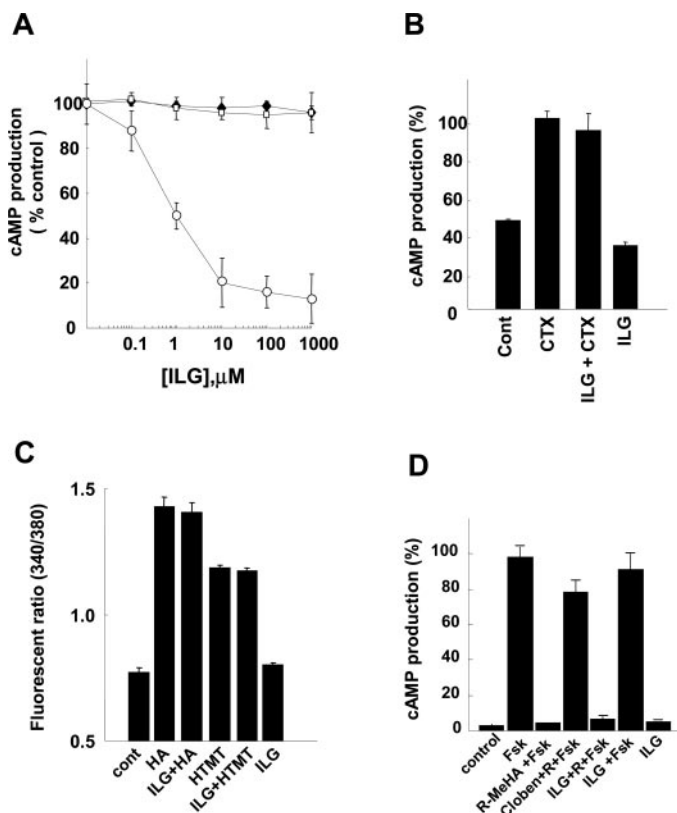 A
cAMP production
( % control )
100
80
60
40
20
0
0.1 1 10 100 1000
[ILG],μM
B
cAMP production (%)
100
80
60
40
20
0
Cont
CTX
ILG + CTX
ILG
C
Fluorescent ratio (340/380)
1.5
1.0
0.5
cont
HA
ILG+HA
HTMT
ILG+HTMT
ILG
D
cAMP production (%)
100
80
60
40
20
0
control
Fsk
R-MeHA +Fsk
Cloben+R+Fsk
ILG+R+Fsk
ILG +Fsk
ILG